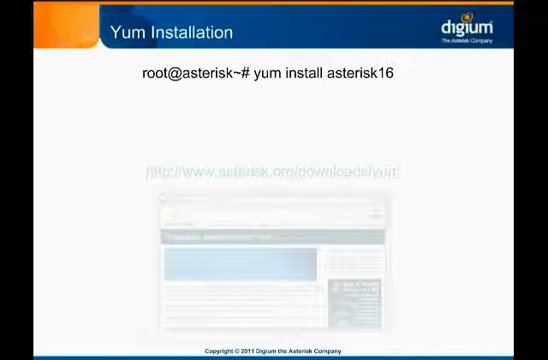 Yum Installation
digium
The Asterisk Company
root@asterisk~# yum install asterisk16
http://www.asterisk.org/downloads/yum
Copyright © 2011 Digium the Asterisk Company